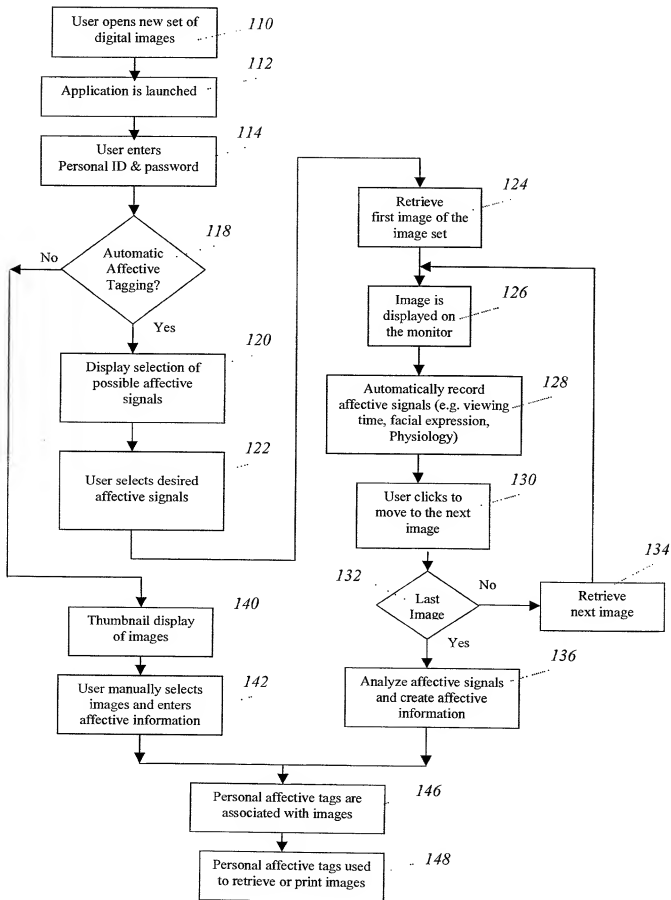 User opens new set of
digital images
110
112
Application is launched
114
User enters
Personal ID & password
118
No
Automatic
Affective
Tagging?
Yes
120
Display selection of
possible affective
signals
122
User selects desired
affective signals
124
Retrieve
first image of the
image set
126
Image is
displayed on
the monitor
128
Automatically record
affective signals (e.g. viewing
time, facial expression,
Physiology)
130
User clicks to
move to the next
image
132
Last
Image
No
134
Retrieve
next image
Yes
136
Analyze affective signals
and create affective
information
140
Thumbnail display
of images
142
User manually selects
images and enters
affective information
146
Personal affective tags are
associated with images
148
Personal affective tags used
to retrieve or print images